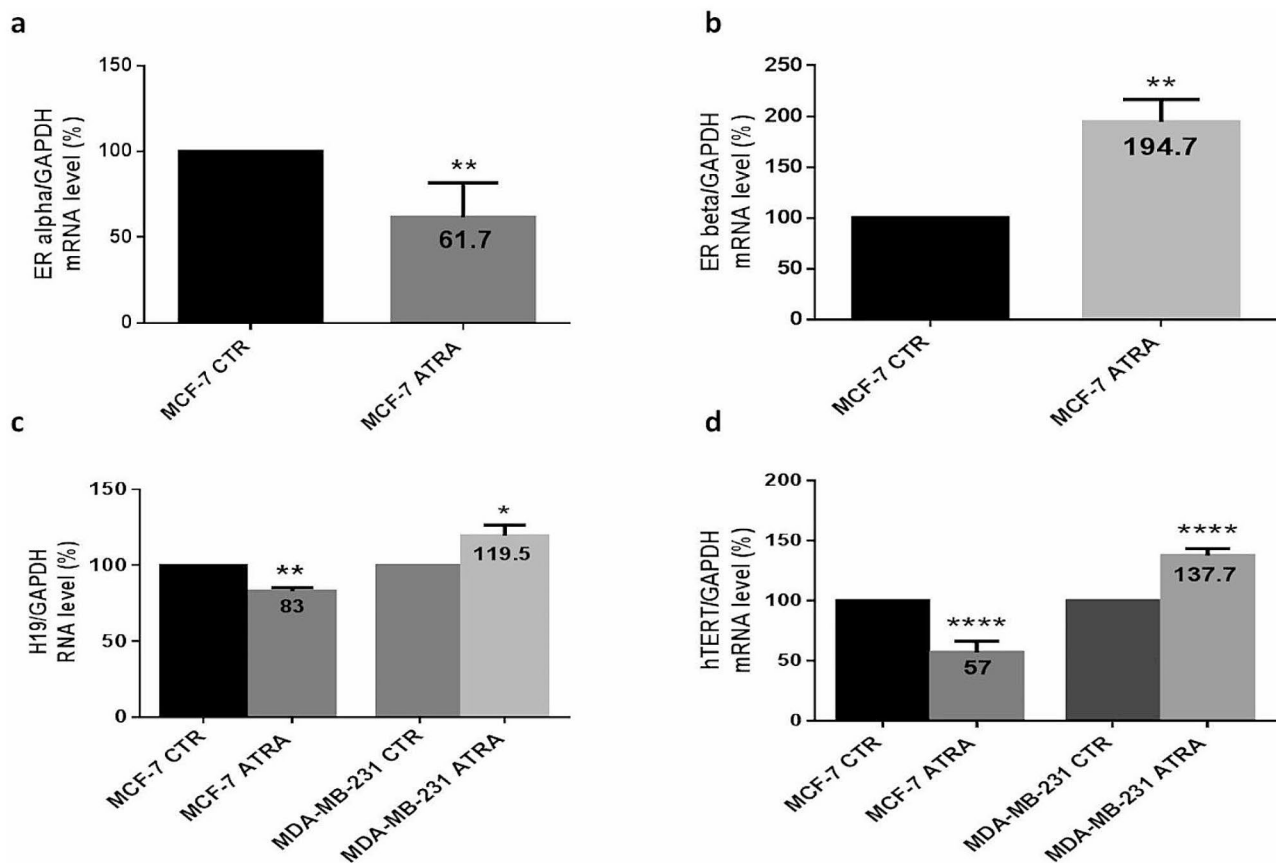 a
ER alpha/GAPDH
mRNA level (%)
150
100
50
0
**
61.7
MCF-7 CTR
MCF-7 ATRA
b
ER beta/GAPDH
mRNA level (%)
250
200
150
100
50
0
**
194.7
MCF-7 CTR
MCF-7 ATRA
c
H19/GAPDH
RNA level (%)
150
100
50
0
**
83
*
119.5
MCF-7 CTR
MCF-7 ATRA
MDA-MB-231 CTR
MDA-MB-231 ATRA
d
hTERT/GAPDH
mRNA level (%)
200
150
100
50
0
****
57
****
137.7
MCF-7 CTR
MCF-7 ATRA
MDA-MB-231 CTR
MDA-MB-231 ATRA